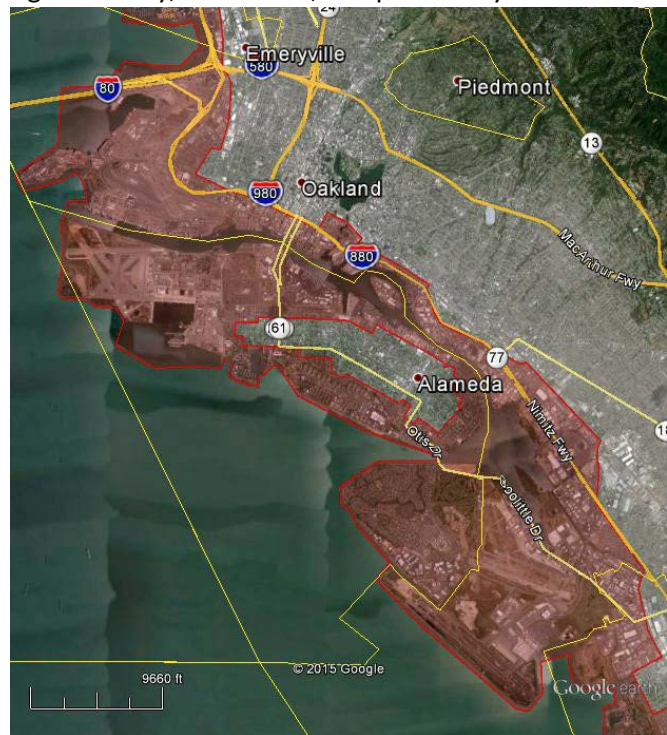 24
Emeryville
580
80
Piedmont
13
Oakland
980
MacArthur Fwy
880
61
77
Alameda
Nimitz Fwy
Otis Dr
18
Doolittle Dr
© 2015 Google
9660 ft
Google earth